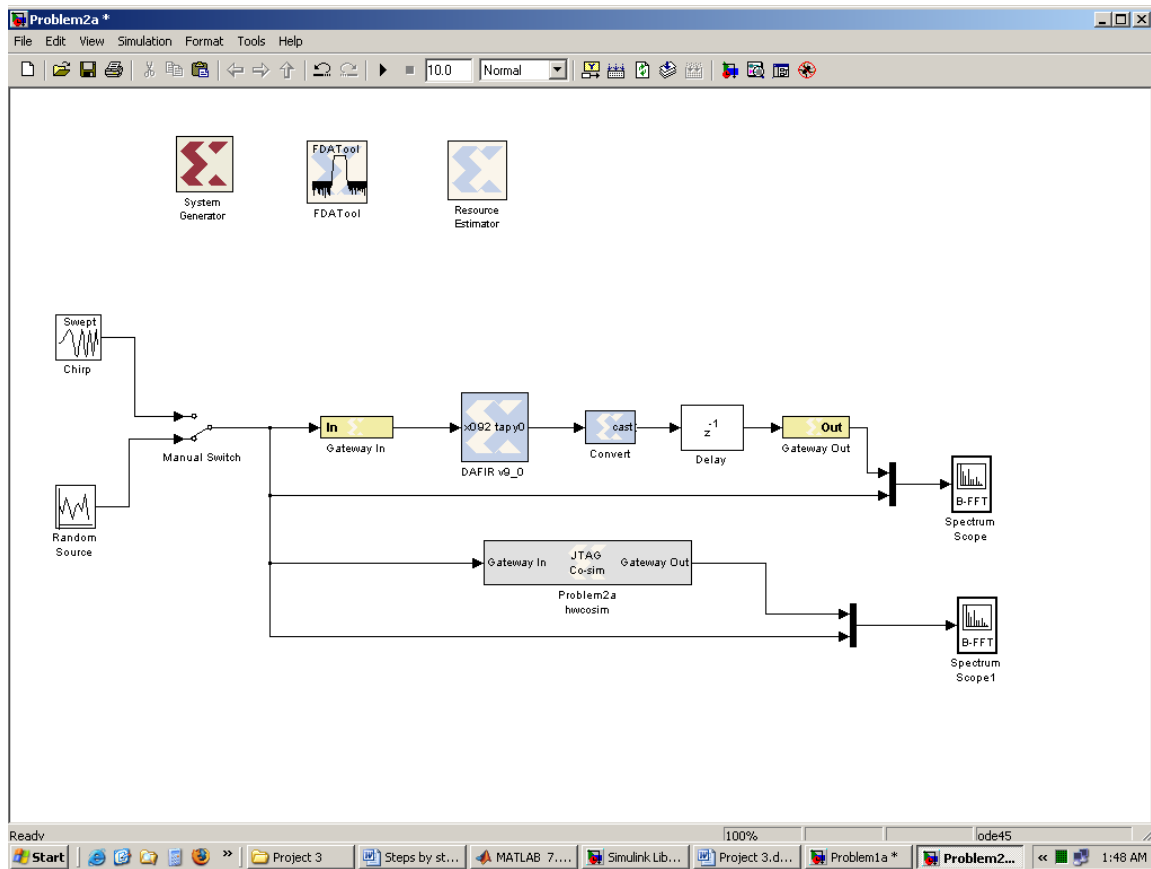 Problem2a *
File Edit View Simulation Format Tools Help
10.0 Normal
FDATool
System
Generator
FDATool
Resource
Estimator
Swept
Chirp
Manual Switch
In
Gateway In
x092 tapy0
DAFIR v9_0
cast
Convert
z-1
Delay
Out
Gateway Out
B-FFT
Spectrum
Scope
Random
Source
Gateway In JTAG Co-sim Gateway Out
Problem2a
hwcosim
B-FFT
Spectrum
Scope1
Ready 100% ode45
Start » Project 3 Steps by st... MATLAB 7.... Simulink Lib... Project 3.d... Problem1a * Problem2... « 1:48 AM